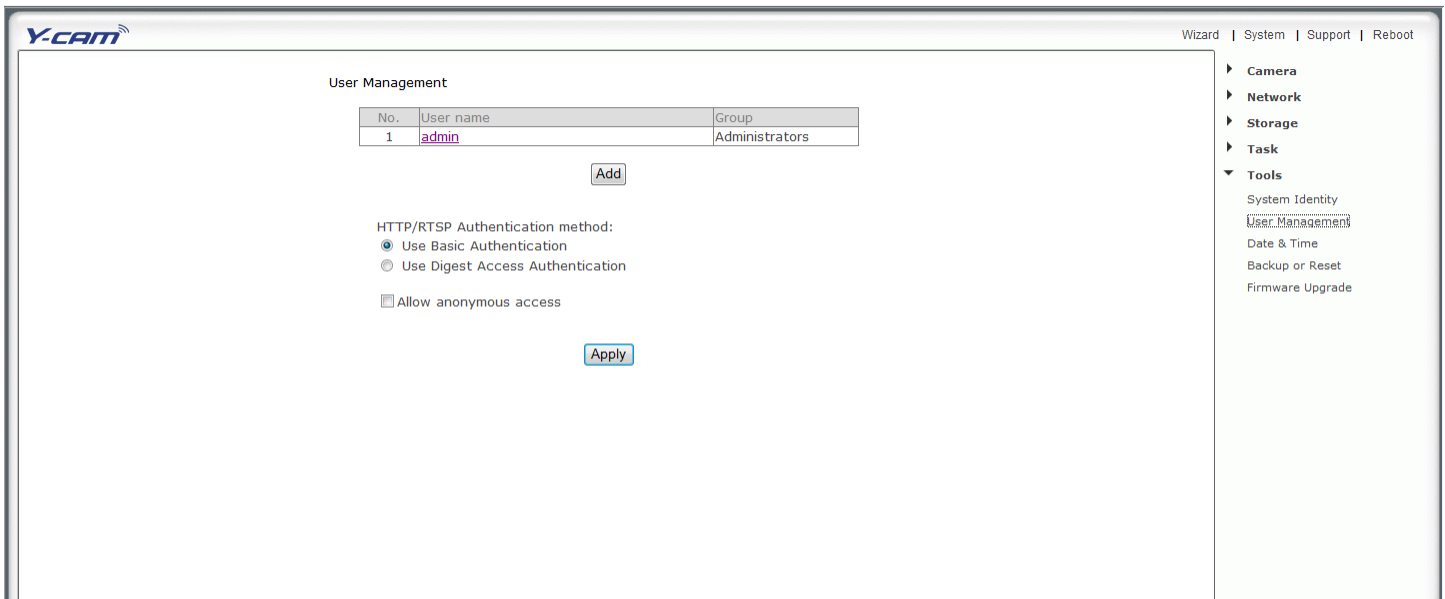 Y-cam
Wizard | System | Support | Reboot
User Management
No. User name Group
1 admin Administrators
Add
HTTP/RTSP Authentication method:
Use Basic Authentication
Use Digest Access Authentication
Allow anonymous access
Apply
Camera
Network
Storage
Task
Tools
System Identity
User Management
Date & Time
Backup or Reset
Firmware Upgrade